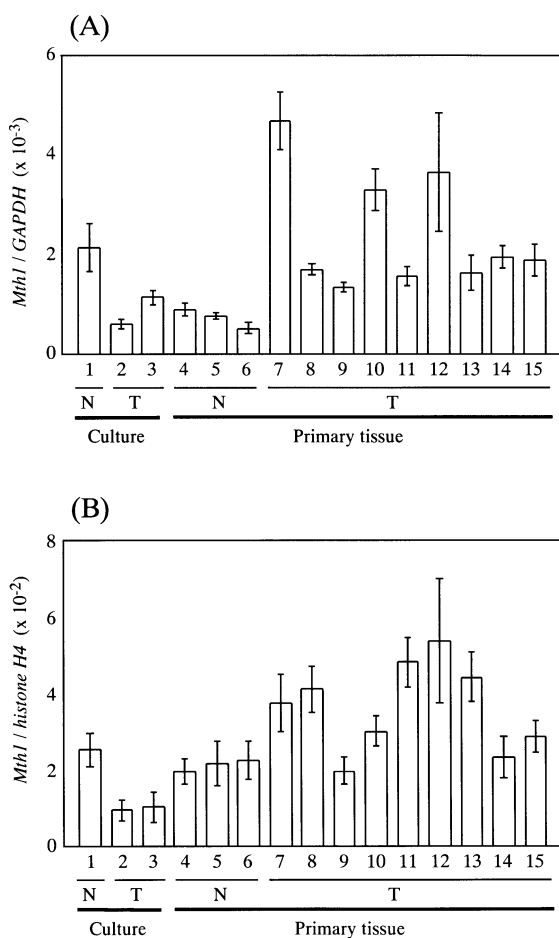 (A)
6
4
2
0
Mth1 / GAPDH (x 10-3)
1 2 3 4 5 6 7 8 9 10 11 12 13 14 15
N T N T
Culture Primary tissue
(B)
8
6
4
2
0
Mth1 / histone H4 (x 10-2)
1 2 3 4 5 6 7 8 9 10 11 12 13 14 15
N T N T
Culture Primary tissue